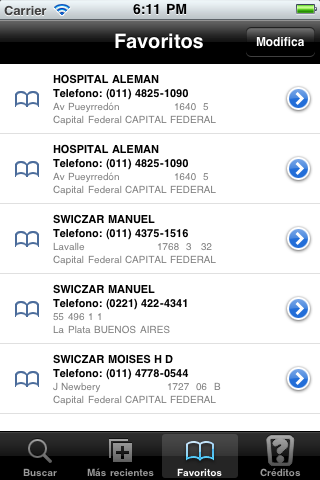 Carrier 6:11 PM
Favoritos
Modifica
HOSPITAL ALEMAN
Telefono: (011) 4825-1090
Av Pueyrredón 1640 5
Capital Federal CAPITAL FEDERAL
HOSPITAL ALEMAN
Telefono: (011) 4825-1090
Av Pueyrredón 1640 5
Capital Federal CAPITAL FEDERAL
SWICZAR MANUEL
Telefono: (011) 4375-1516
Lavalle 1768 3 32
Capital Federal CAPITAL FEDERAL
SWICZAR MANUEL
Telefono: (0221) 422-4341
55 496 1 1
La Plata BUENOS AIRES
SWICZAR MOISES H D
Telefono: (011) 4778-0544
J Newbery 1727 06 B
Capital Federal CAPITAL FEDERAL
Buscar
Más recientes
Favoritos
Créditos